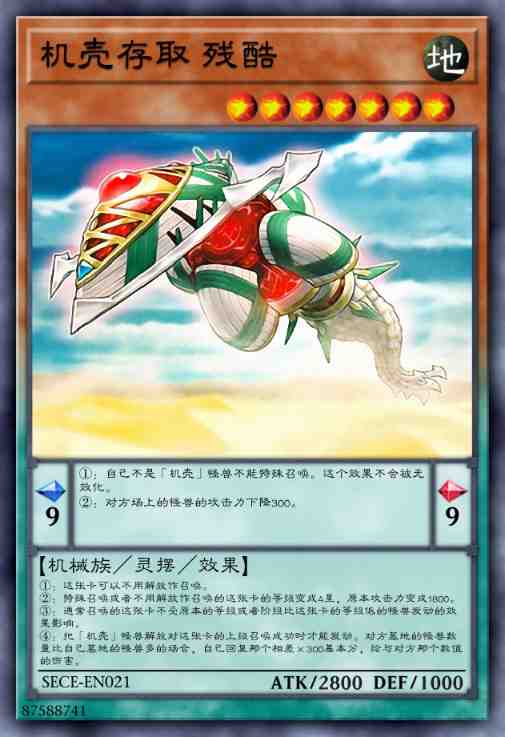 机壳存取 残酷
地
①：自己不是「机壳」怪兽不能特殊召唤。这个效果不会被无
效化。
②：对方场上的怪兽的攻击力下降300。
9
9
【机械族／灵摆／效果】
①：这张卡可以不用解放作召唤。
②：特殊召唤或者不用解放作召唤的这张卡的等级变成4星，原本攻击力变成1800。
③：通常召唤的这张卡不受原本的等级或者阶级比这张卡的等级低的怪兽发动的效
果影响。
④：把「机壳」怪兽解放对这张卡的上级召唤成功时才能发动。对方墓地的怪兽数
量比自己墓地的怪兽多的场合，自己回复那个相差×300基本分，给与对方那个数值
的伤害。
SECE-EN021
ATK/2800 DEF/1000
87588741